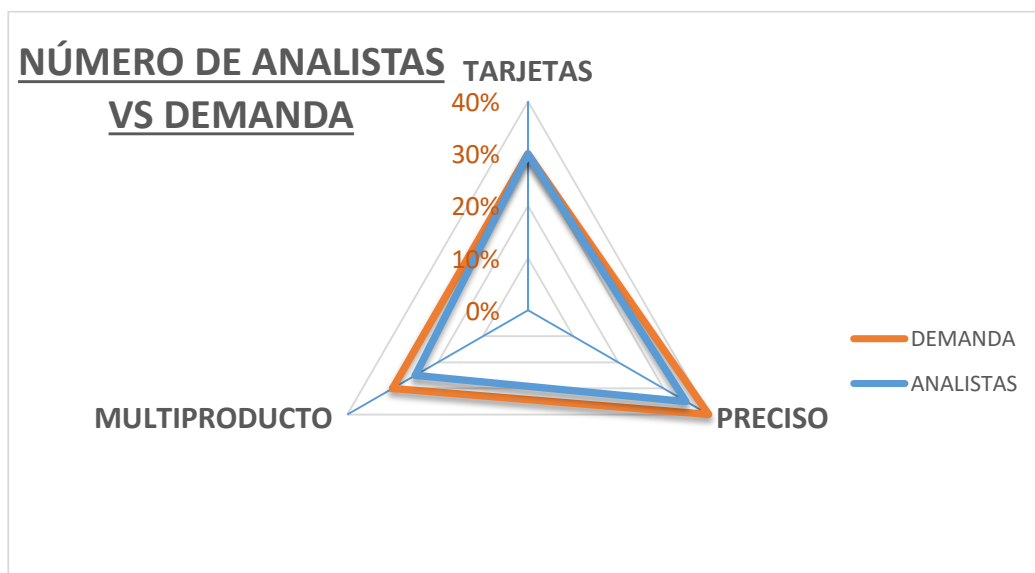 NÚMERO DE ANALISTAS
VS DEMANDA
TARJETAS
40%
30%
20%
10%
0%
DEMANDA
ANALISTAS
MULTIPRODUCTO
PRECISO